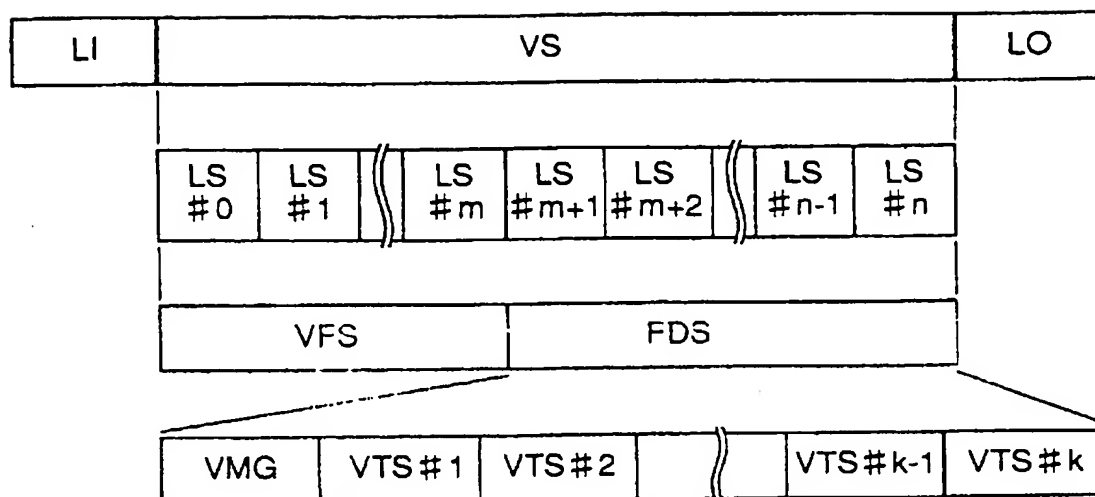 LI VS LO
LS #0 LS #1 LS #m LS #m+1 LS #m+2 LS #n-1 LS #n
VFS FDS
VMG VTS#1 VTS#2 VTS#k-1 VTS#k